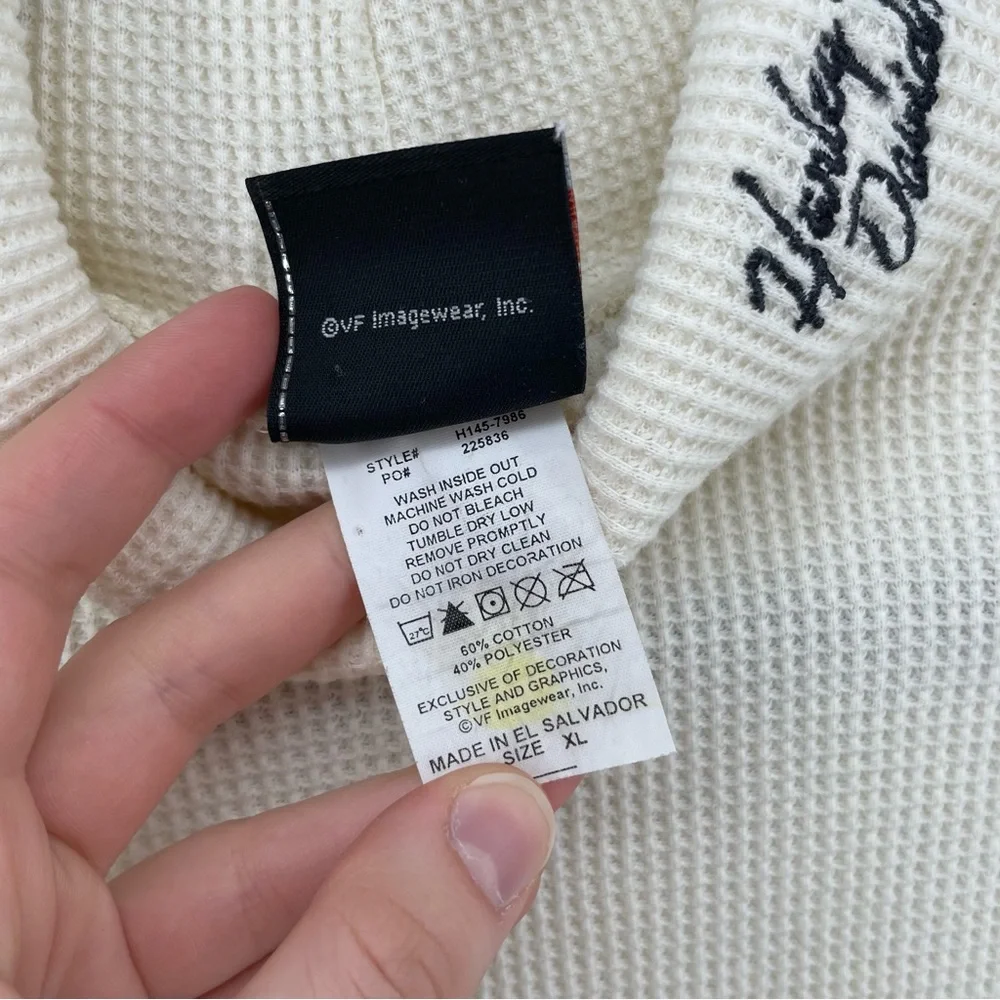 Harley
Davidson
©VF Imagewear, Inc.
STYLE# H145-7986
PO# 225836
WASH INSIDE OUT
MACHINE WASH COLD
DO NOT BLEACH
TUMBLE DRY LOW
REMOVE PROMPTLY
DO NOT DRY CLEAN
DO NOT IRON DECORATION
27°C
60% COTTON
40% POLYESTER
EXCLUSIVE OF DECORATION
STYLE AND GRAPHICS,
©VF Imagewear, Inc.
MADE IN EL SALVADOR
SIZE XL